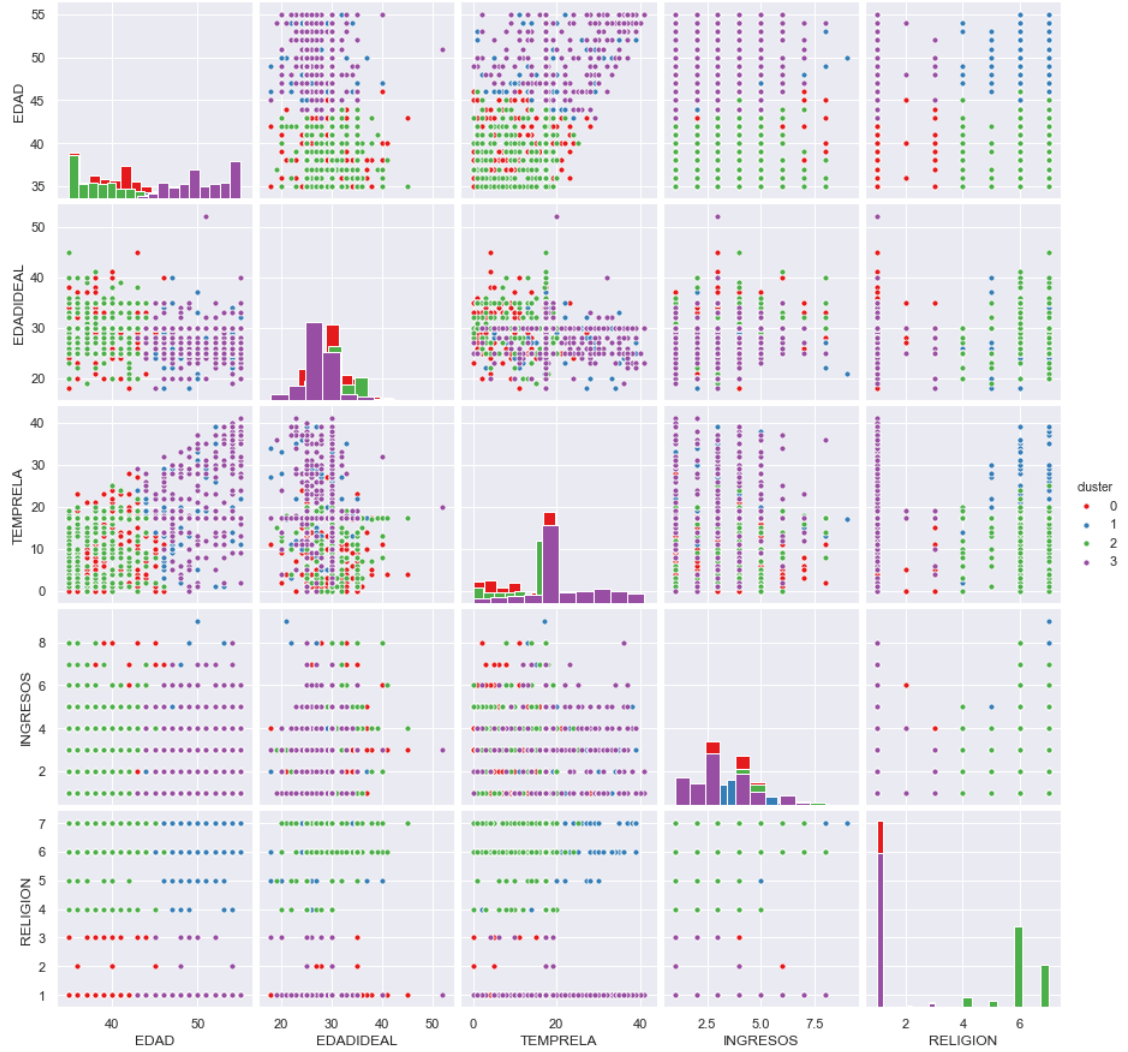 55
50
45
40
35
EDAD
50
40
30
20
EDADIDEAL
40
30
20
10
0
TEMPRELA
8
6
4
2
INGRESOS
7
6
5
4
3
2
1
RELIGION
40 50
20 30 40 50
0 20 40
2.5 5.0 7.5
2 4 6
EDAD
EDADIDEAL
TEMPRELA
INGRESOS
RELIGION
cluster
0
1
2
3